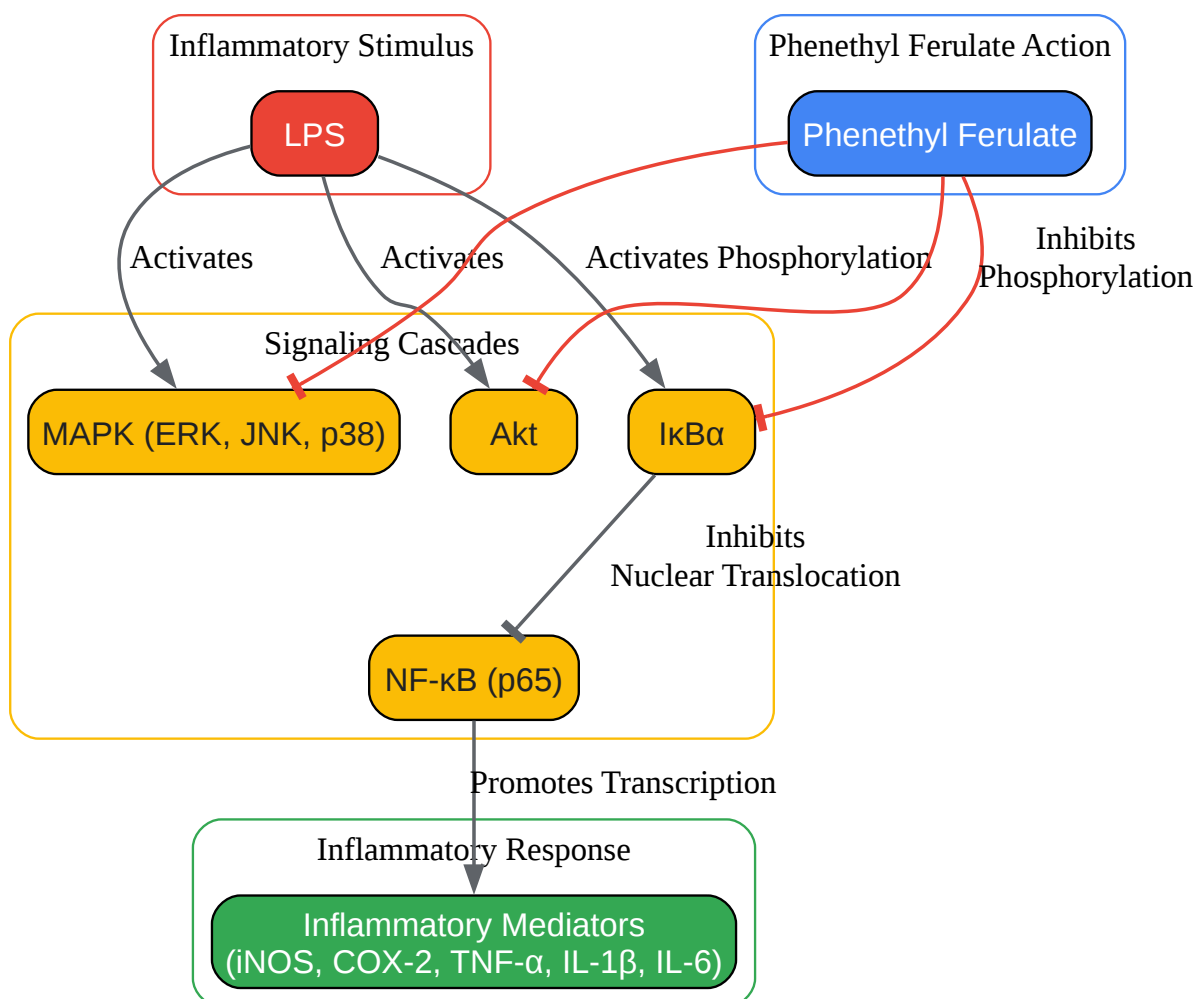 Inflammatory Stimulus
Phenethyl Ferulate Action
LPS
Phenethyl Ferulate
Activates
Activates
Activates Phosphorylation
Inhibits
Phosphorylation
Signaling Cascades
MAPK (ERK, JNK, p38)
Akt
IκBα
Inhibits
Nuclear Translocation
NF-κB (p65)
Promotes Transcription
Inflammatory Response
Inflammatory Mediators
(iNOS, COX-2, TNF-α, IL-1β, IL-6)